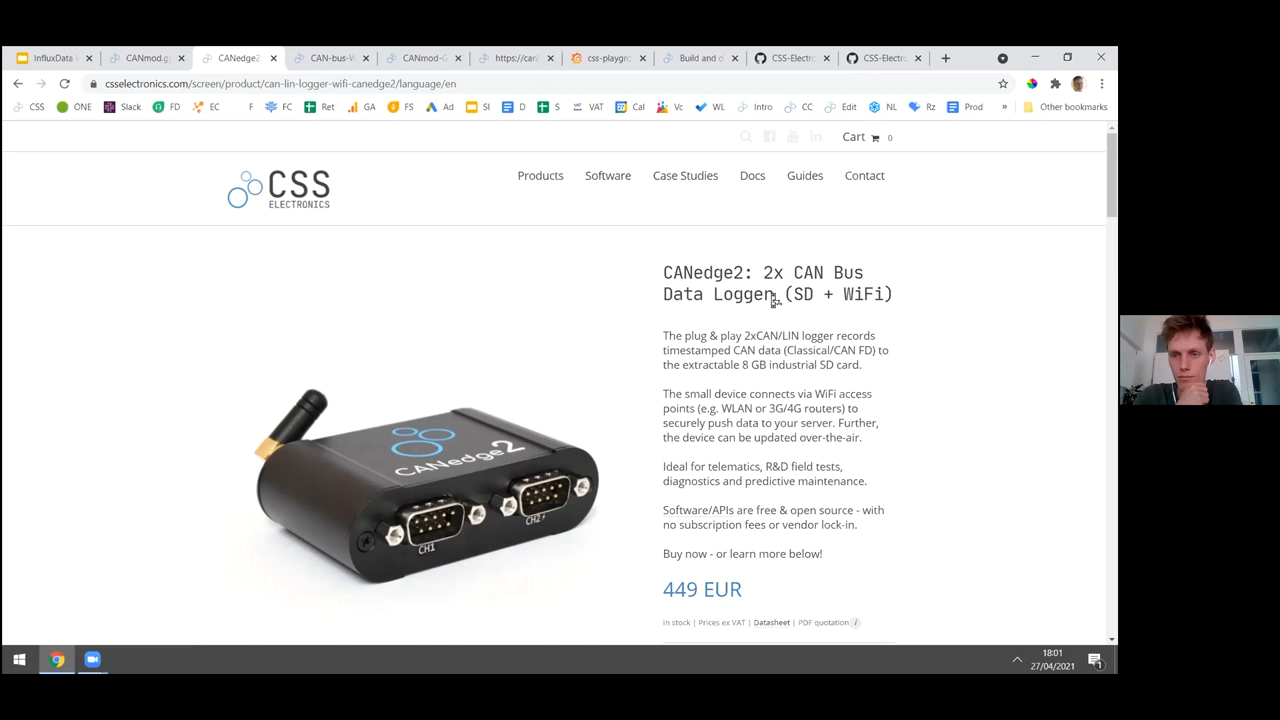 InfluxData V
CANmod.g
CANedge2
CAN-bus-V
CANmod-G
https://canl
css-playgro
Build and d
CSS-Electro
CSS-Electro
csselectronics.com/screen/product/can-lin-logger-wifi-canedge2/language/en
CSS
ONE
Slack
FD
EC
F
FC
Ret
GA
FS
Ad
SI
D
S
VAT
Cal
Vc
WL
Intro
CC
Edit
NL
Rz
Prod
»
Other bookmarks
Cart 0
CSS
ELECTRONICS
Products
Software
Case Studies
Docs
Guides
Contact
CANedge2: 2x CAN Bus
Data Logger (SD + WiFi)
The plug & play 2xCAN/LIN logger records
timestamped CAN data (Classical/CAN FD) to
the extractable 8 GB industrial SD card.
The small device connects via WiFi access
points (e.g. WLAN or 3G/4G routers) to
securely push data to your server. Further,
the device can be updated over-the-air.
Ideal for telematics, R&D field tests,
diagnostics and predictive maintenance.
Software/APIs are free & open source - with
no subscription fees or vendor lock-in.
Buy now - or learn more below!
449 EUR
In stock | Prices ex VAT | Datasheet | PDF quotation i
CANedge2
CH1
CH2
18:01
27/04/2021
1